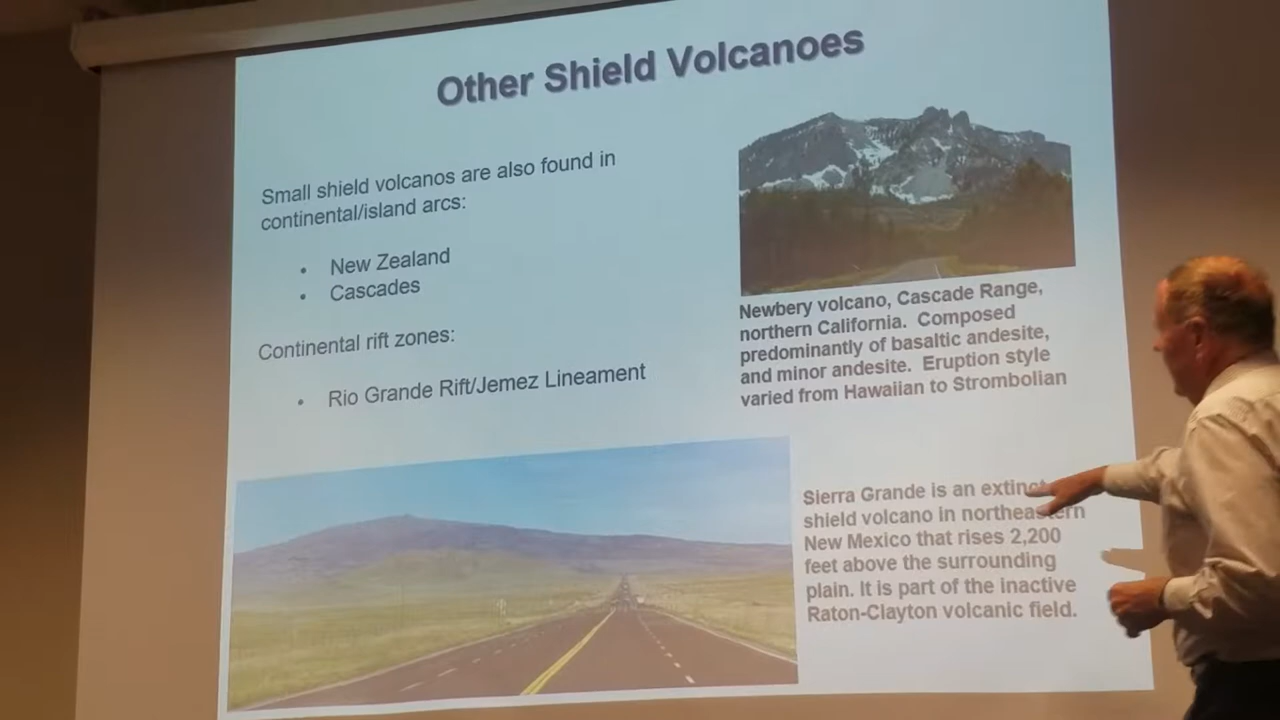 Other Shield Volcanoes
Small shield volcanos are also found in
continental/island arcs:
• New Zealand
• Cascades
Continental rift zones:
• Rio Grande Rift/Jemez Lineament
Newbery volcano, Cascade Range,
northern California. Composed
predominantly of basaltic andesite,
and minor andesite. Eruption style
varied from Hawaiian to Strombolian
Sierra Grande is an extinct
shield volcano in northeastern
New Mexico that rises 2,200
feet above the surrounding
plain. It is part of the inactive
Raton-Clayton volcanic field.